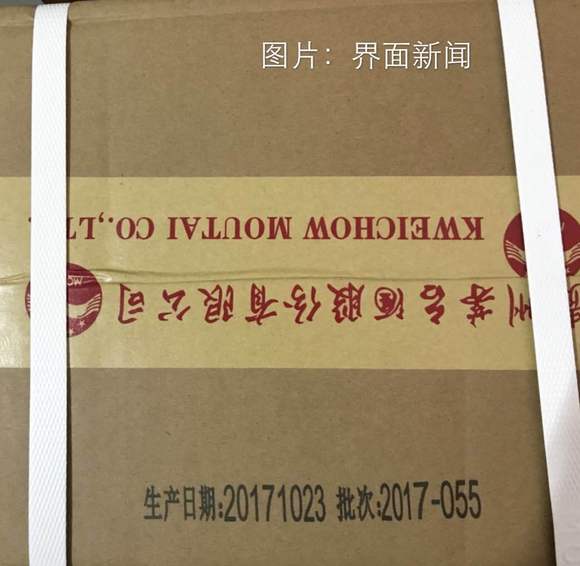 图片：界面新闻
KWEICHOW MOUTAI CO.,LT
州茅台酒股份有限公司
生产日期:20171023 批次:2017-055